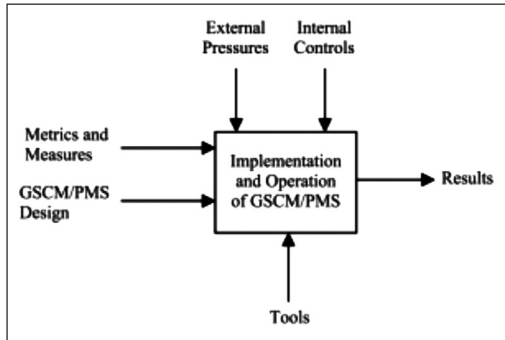 External
Pressures
Internal
Controls
Metrics and
Measures
GSCM/PMS
Design
Implementation
and Operation
of GSCM/PMS
Results
Tools